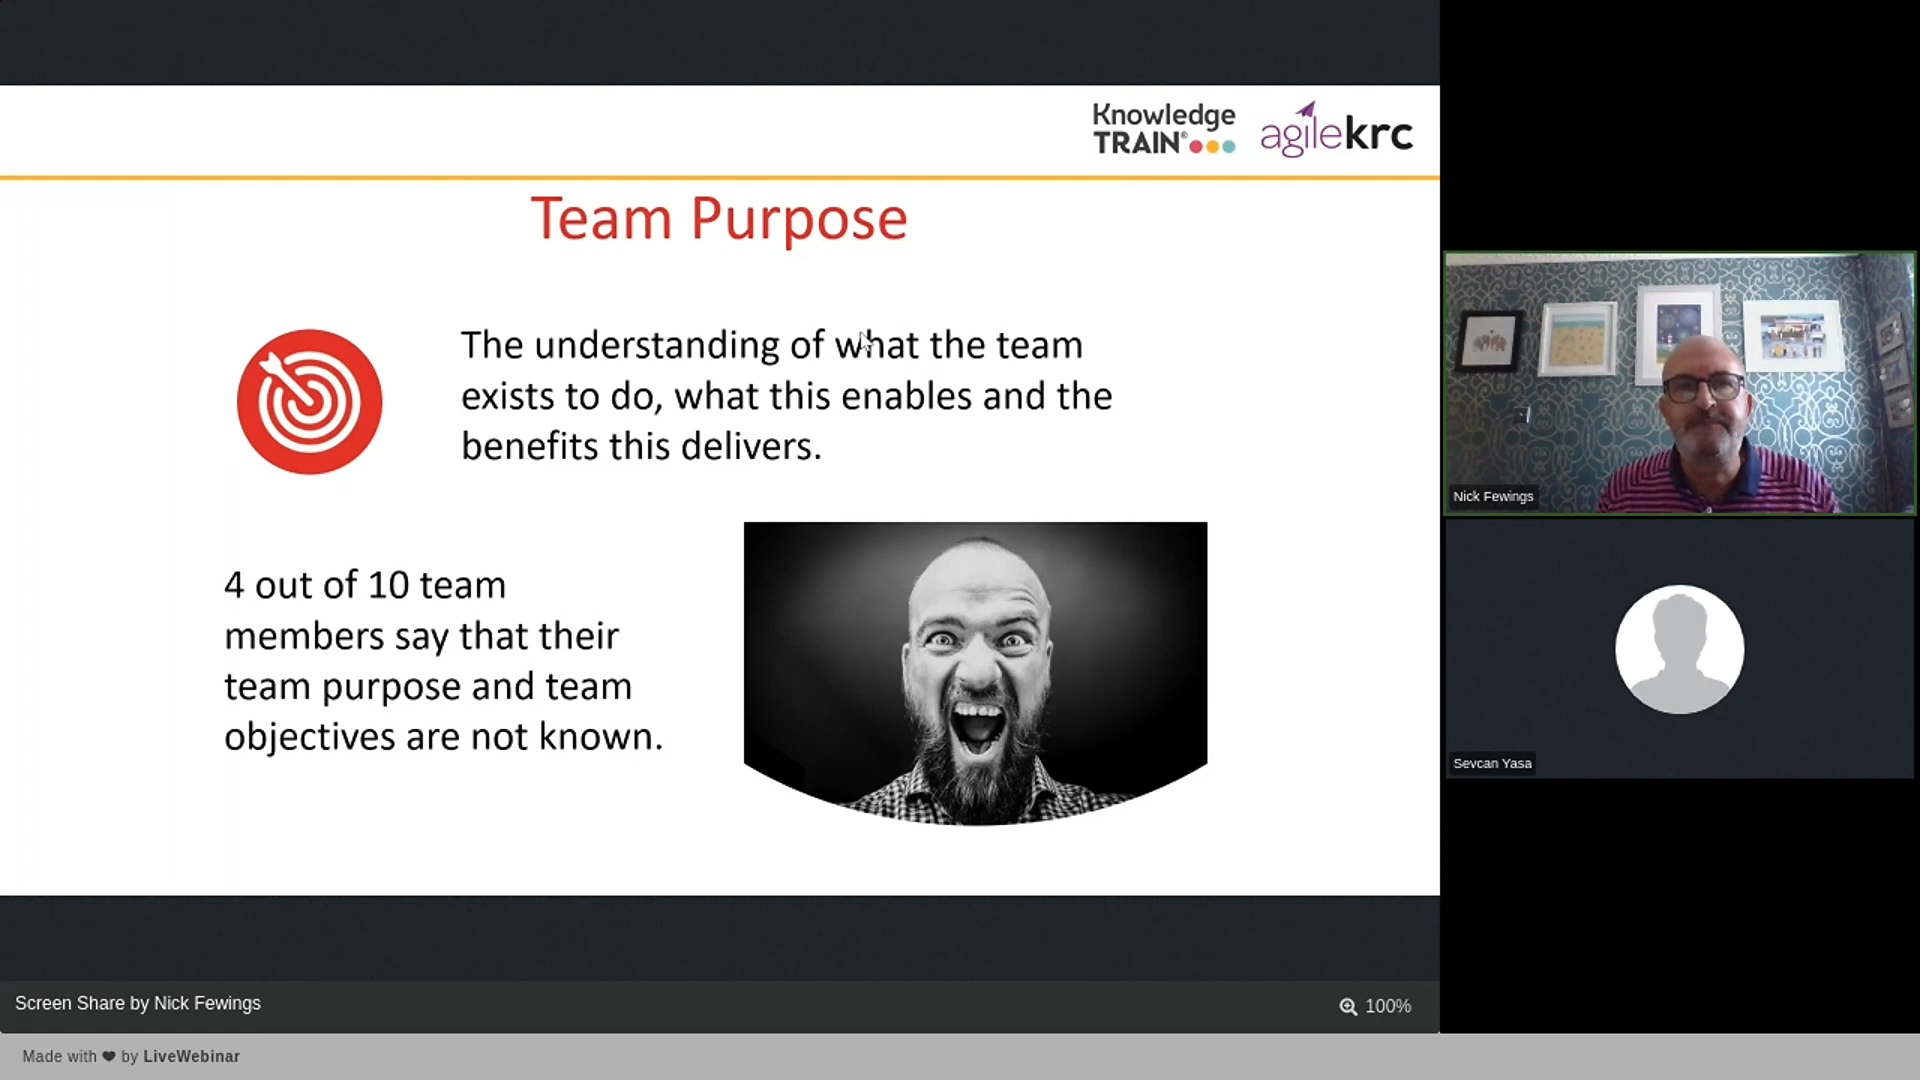 Knowledge
TRAIN®
agilekrc
Team Purpose
The understanding of what the team
exists to do, what this enables and the
benefits this delivers.
4 out of 10 team
members say that their
team purpose and team
objectives are not known.
Nick Fewings
Sevcan Yasa
Screen Share by Nick Fewings
100%
Made with ❤ by LiveWebinar